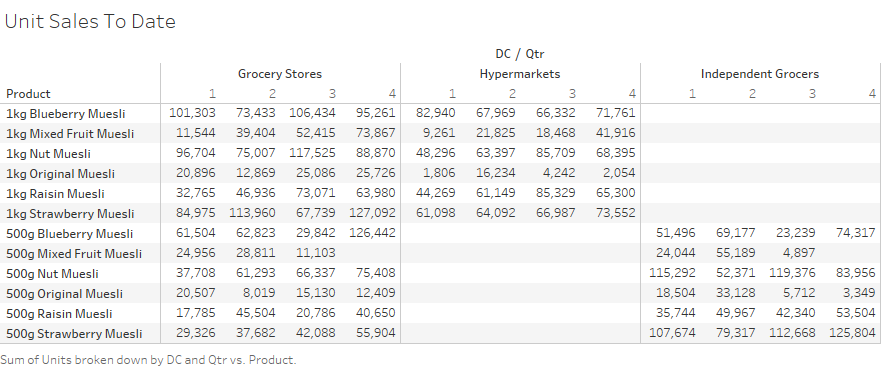 Unit Sales To Date
DC / Qtr
Grocery Stores Hypermarkets Independent Grocers
Product 1 2 3 4 1 2 3 4 1 2 3 4
1kg Blueberry Muesli 101,303 73,433 106,434 95,261 82,940 67,969 66,332 71,761
1kg Mixed Fruit Muesli 11,544 39,404 52,415 73,867 9,261 21,825 18,468 41,916
1kg Nut Muesli 96,704 75,007 117,525 88,870 48,296 63,397 85,709 68,395
1kg Original Muesli 20,896 12,869 25,086 25,726 1,806 16,234 4,242 2,054
1kg Raisin Muesli 32,765 46,936 73,071 63,980 44,269 61,149 85,329 65,300
1kg Strawberry Muesli 84,975 113,960 67,739 127,092 61,098 64,092 66,987 73,552
500g Blueberry Muesli 61,504 62,823 29,842 126,442 51,496 69,177 23,239 74,317
500g Mixed Fruit Muesli 24,956 28,811 11,103 24,044 55,189 4,897
500g Nut Muesli 37,708 61,293 66,337 75,408 115,292 52,371 119,376 83,956
500g Original Muesli 20,507 8,019 15,130 12,409 18,504 33,128 5,712 3,349
500g Raisin Muesli 17,785 45,504 20,786 40,650 35,744 49,967 42,340 53,504
500g Strawberry Muesli 29,326 37,682 42,088 55,904 107,674 79,317 112,668 125,804
Sum of Units broken down by DC and Qtr vs. Product.